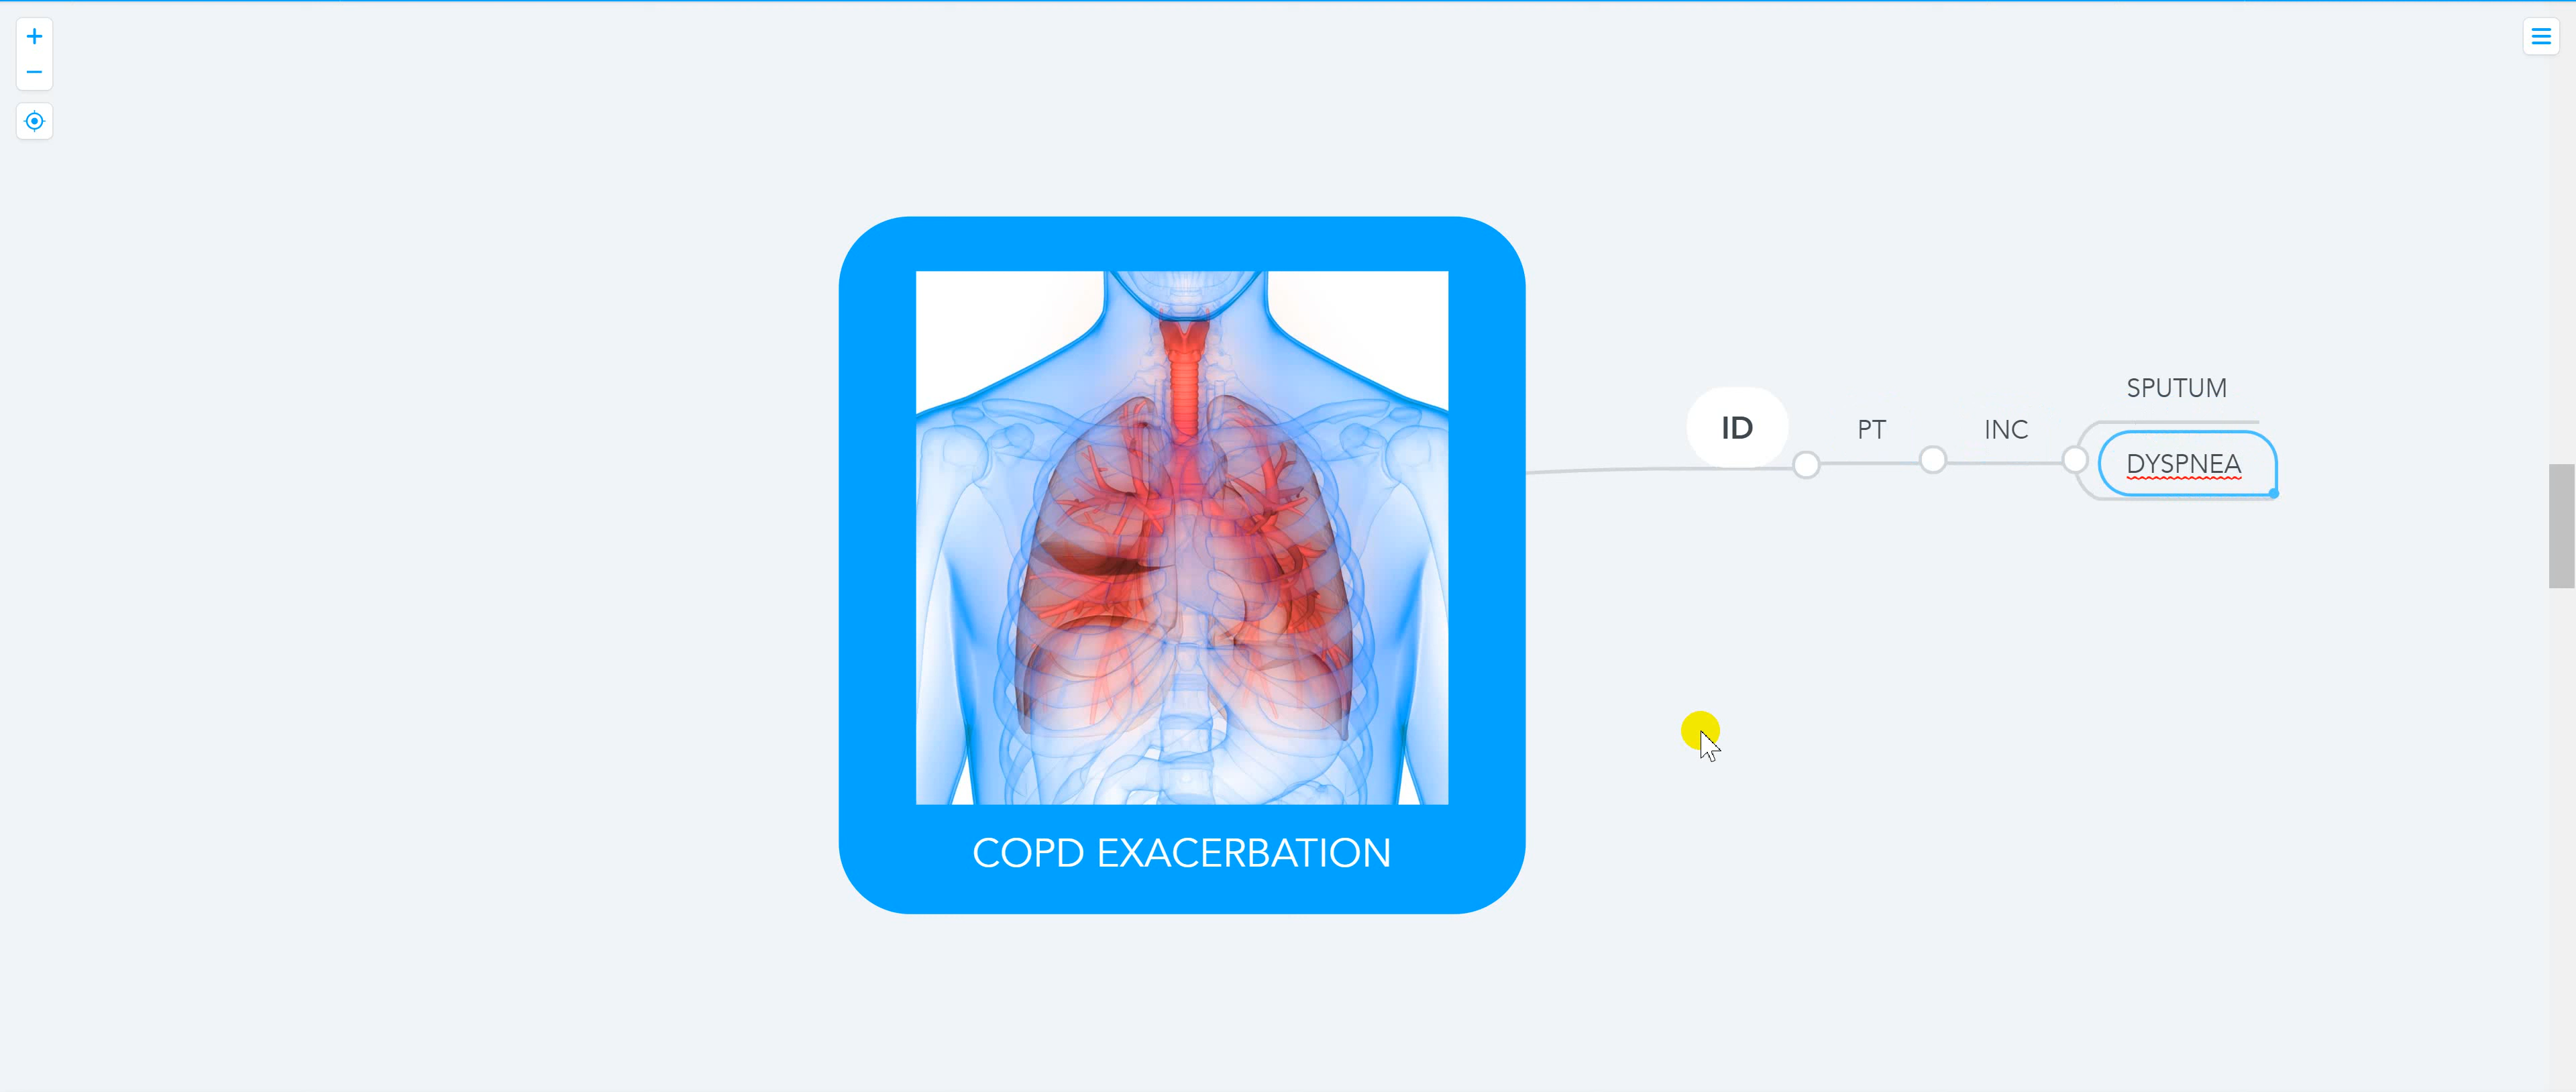 SPUTUM
ID
PT
INC
DYSPNEA
COPD EXACERBATION